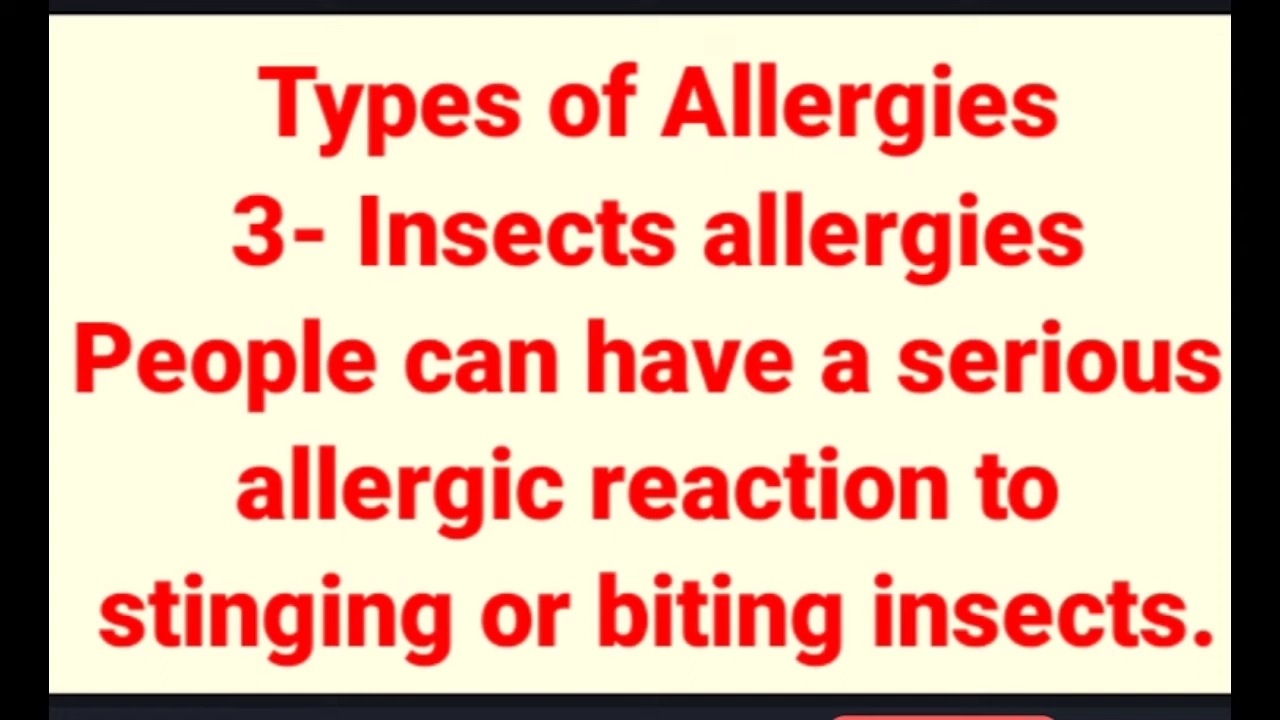 Types of Allergies
3- Insects allergies
People can have a serious
allergic reaction to
stinging or biting insects.